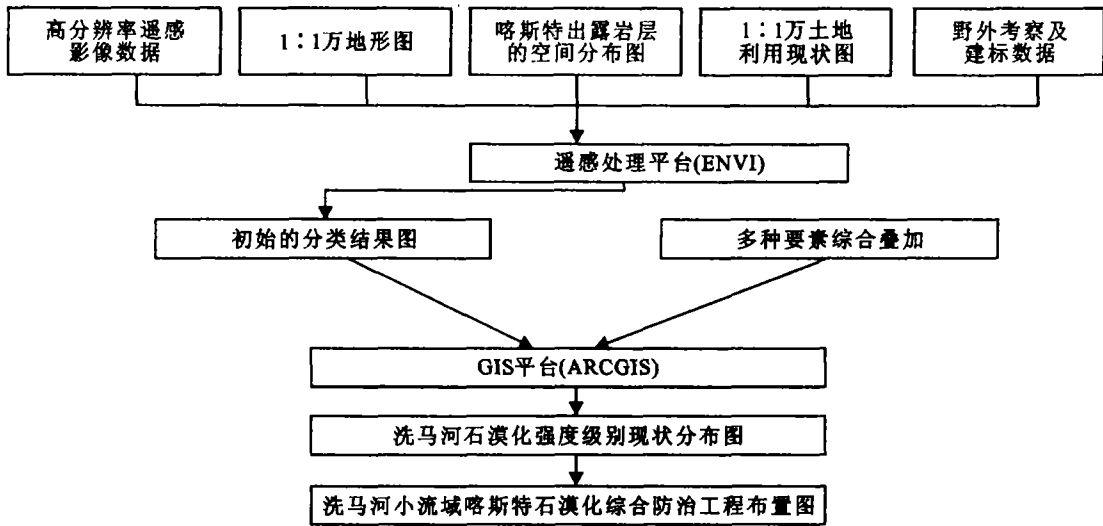 高分辨率遥感
影像数据
1∶1万地形图
喀斯特出露岩层
的空间分布图
1∶1万土地
利用现状图
野外考察及
建标数据
遥感处理平台(ENVI)
初始的分类结果图
多种要素综合叠加
GIS平台(ARCGIS)
洗马河石漠化强度级别现状分布图
洗马河小流域喀斯特石漠化综合防治工程布置图